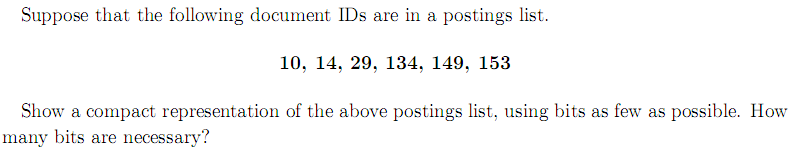 Suppose that the following document IDs are in a postings list.
10, 14, 29, 134, 149, 153
Show a compact representation of the above postings list, using bits as few as possible. How
many bits are necessary?